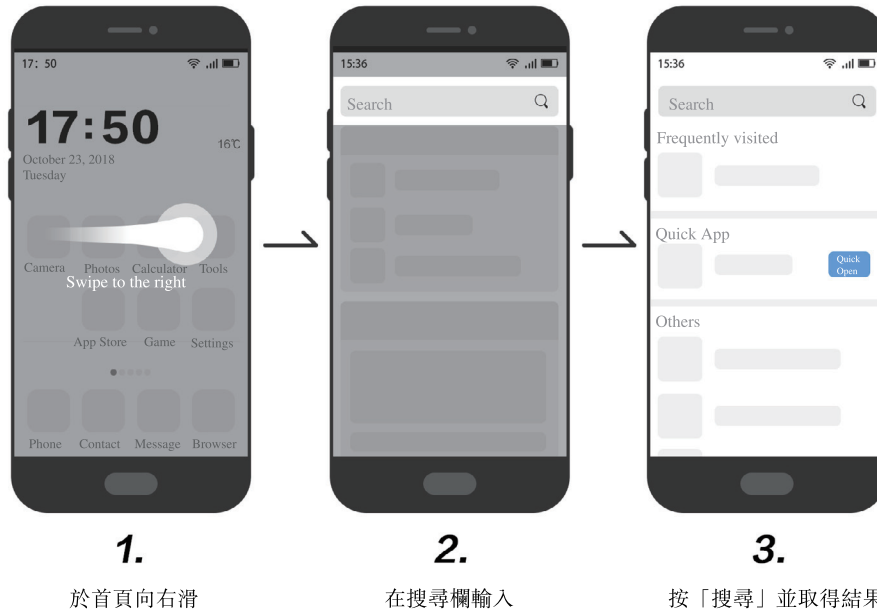 17: 50
17:50
16℃
October 23, 2018
Tuesday
Camera Photos Calculator Tools
Swipe to the right
App Store Game Settings
Phone Contact Message Browser
1.
於首頁向右滑
15:36
Search
2.
在搜尋欄輸入
15:36
Search
Frequently visited
Quick App
Quick
Open
Others
3.
按「搜尋」並取得結果